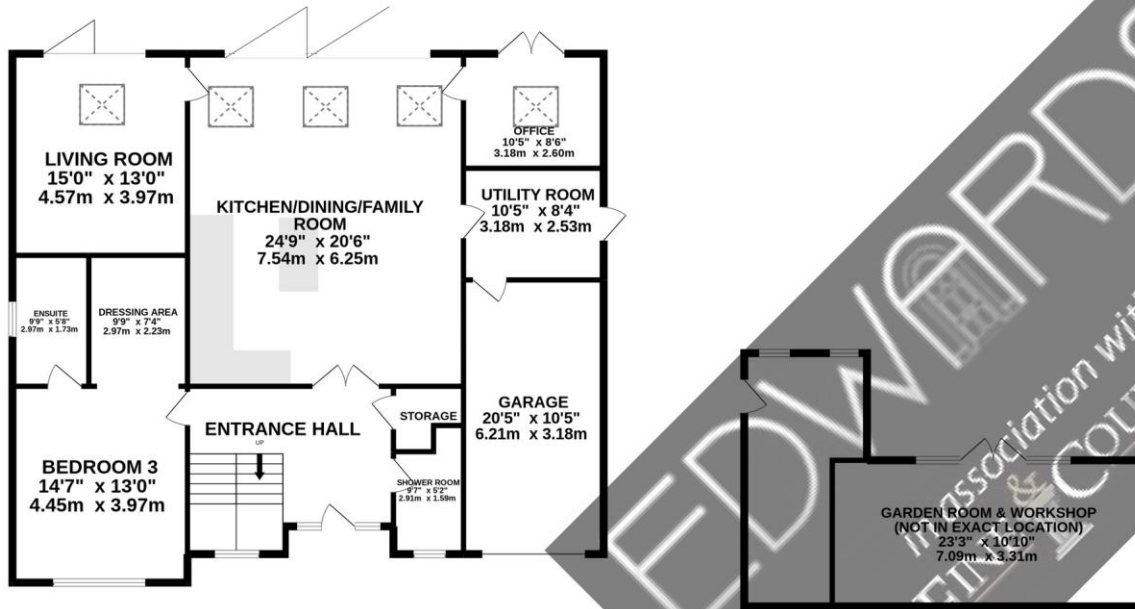 LIVING ROOM
15'0" x 13'0"
4.57m x 3.97m
KITCHEN/DINING/FAMILY
ROOM
24'9" x 20'6"
7.54m x 6.25m
OFFICE
10'5" x 8'6"
3.18m x 2.60m
UTILITY ROOM
10'5" x 8'4"
3.18m x 2.53m
ENSUITE
9'9" x 5'8"
2.97m x 1.73m
DRESSING AREA
9'9" x 7'4"
2.97m x 2.23m
BEDROOM 3
14'7" x 13'0"
4.45m x 3.97m
ENTRANCE HALL
UP
STORAGE
SHOWER ROOM
9'7" x 5'2"
2.91m x 1.59m
GARAGE
20'5" x 10'5"
6.21m x 3.18m
GARDEN ROOM & WORKSHOP
(NOT IN EXACT LOCATION)
23'3" x 10'10"
7.09m x 3.31m
EDWARDS
in association with
FINE & COU